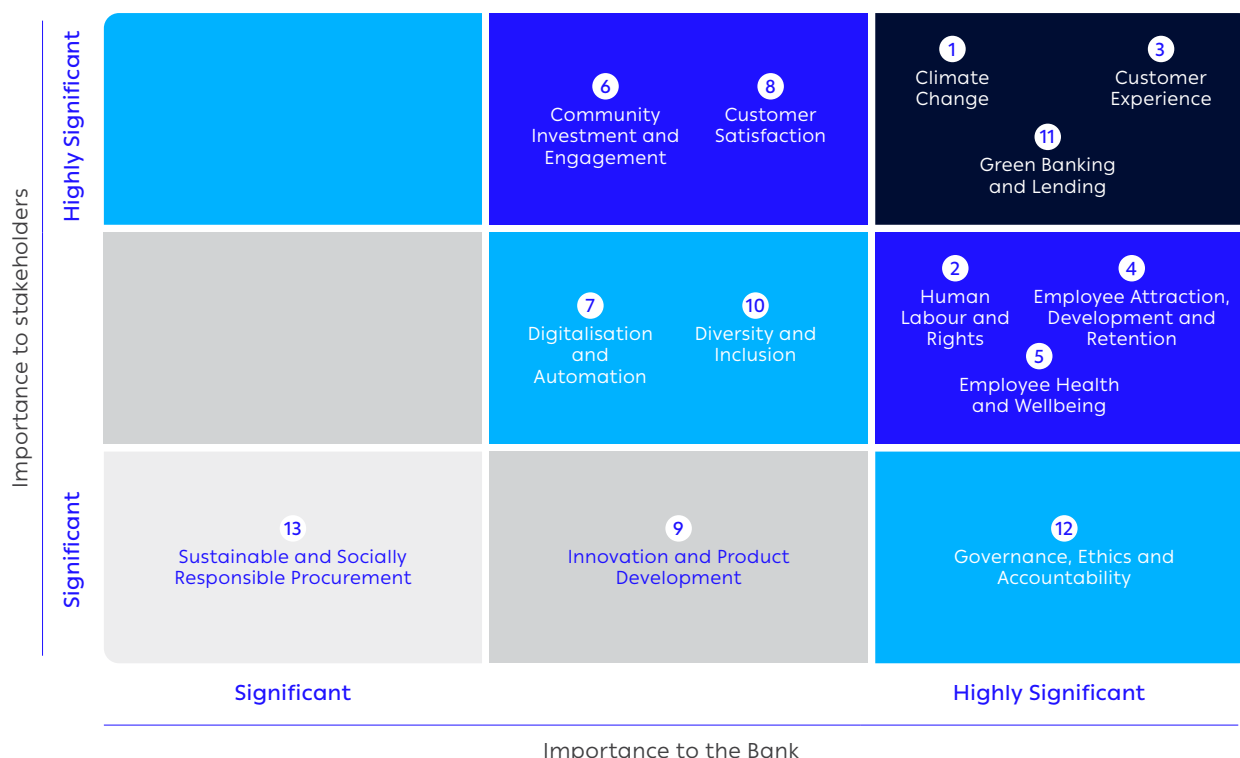 Importance to stakeholders
Highly Significant
Significant
6
Community
Investment and
Engagement
8
Customer
Satisfaction
1
Climate
Change
3
Customer
Experience
11
Green Banking
and Lending
7
Digitalisation
and
Automation
10
Diversity and
Inclusion
2
Human
Labour and
Rights
4
Employee Attraction,
Development and
Retention
5
Employee Health
and Wellbeing
13
Sustainable and Socially
Responsible Procurement
9
Innovation and Product
Development
12
Governance, Ethics and
Accountability
Significant
Highly Significant
Importance to the Bank